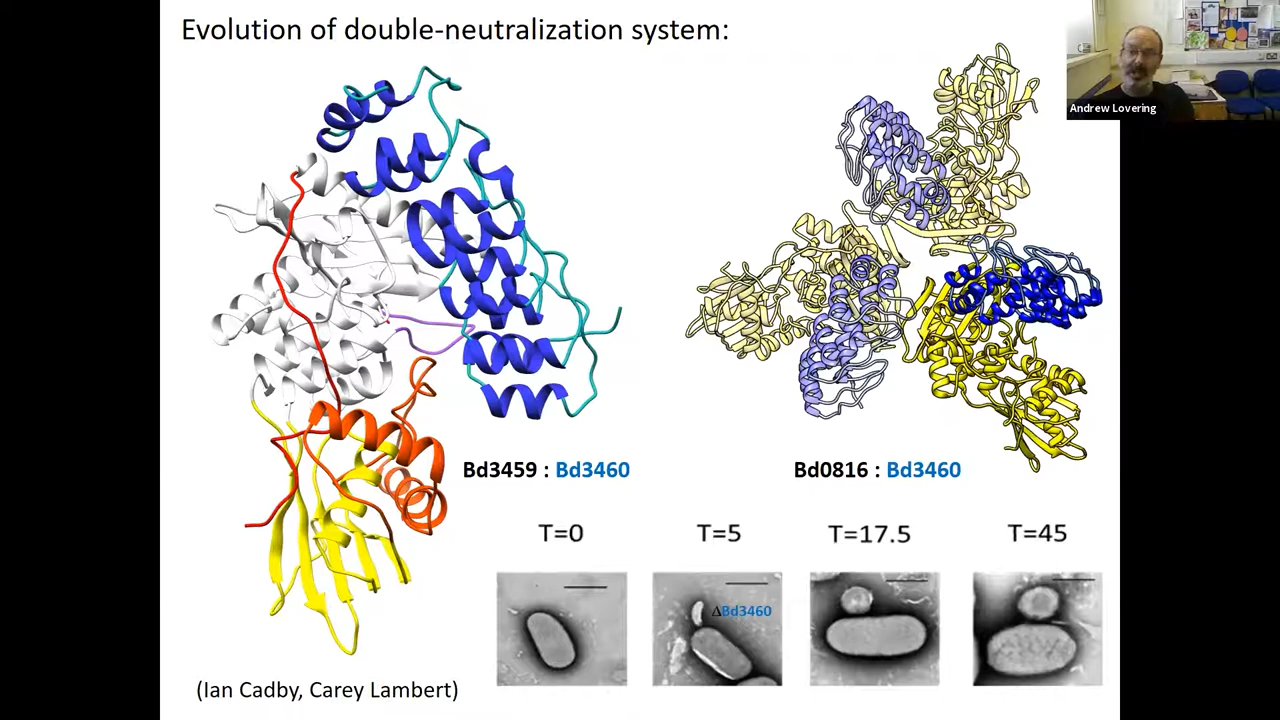 Evolution of double-neutralization system:
Andrew Lovering
Bd3459 : Bd3460
Bd0816 : Bd3460
T=0
T=5
T=17.5
T=45
ΔBd3460
(Ian Cadby, Carey Lambert)